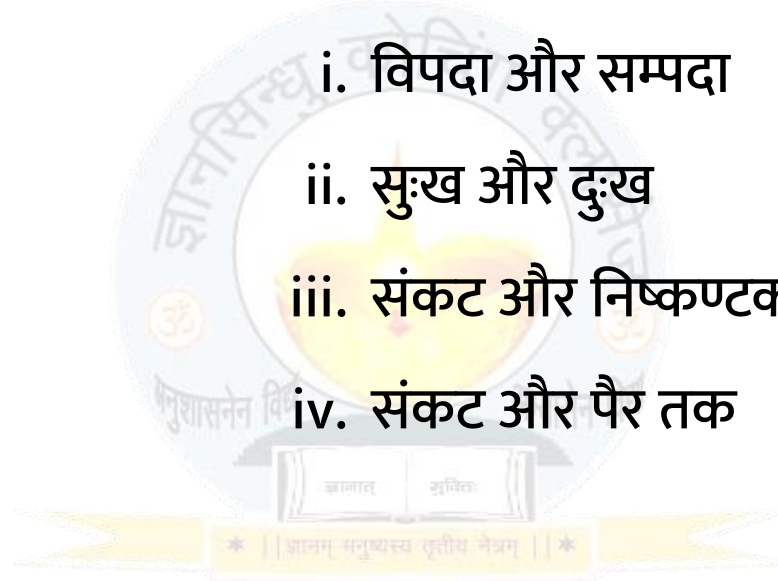 ज्ञानसिन्धु कोचिंग क्लासेज
i. विपदा और सम्पदा
ii. सुःख और दुःख
iii. संकट और निष्कण्टक
iv. संकट और पैर तक
ज्ञानात् मुक्तिः
* ||ज्ञानम् मनुष्यस्य तृतीय नेत्रम् ||*